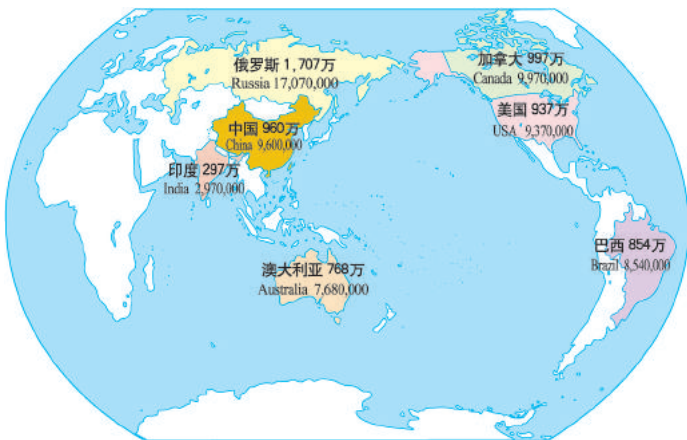 俄罗斯 1,707万
Russia 17,070,000
加拿大 997万
Canada 9,970,000
美国 937万
USA 9,370,000
中国 960万
China 9,600,000
印度 297万
India 2,970,000
巴西 854万
Brazil 8,540,000
澳大利亚 768万
Australia 7,680,000